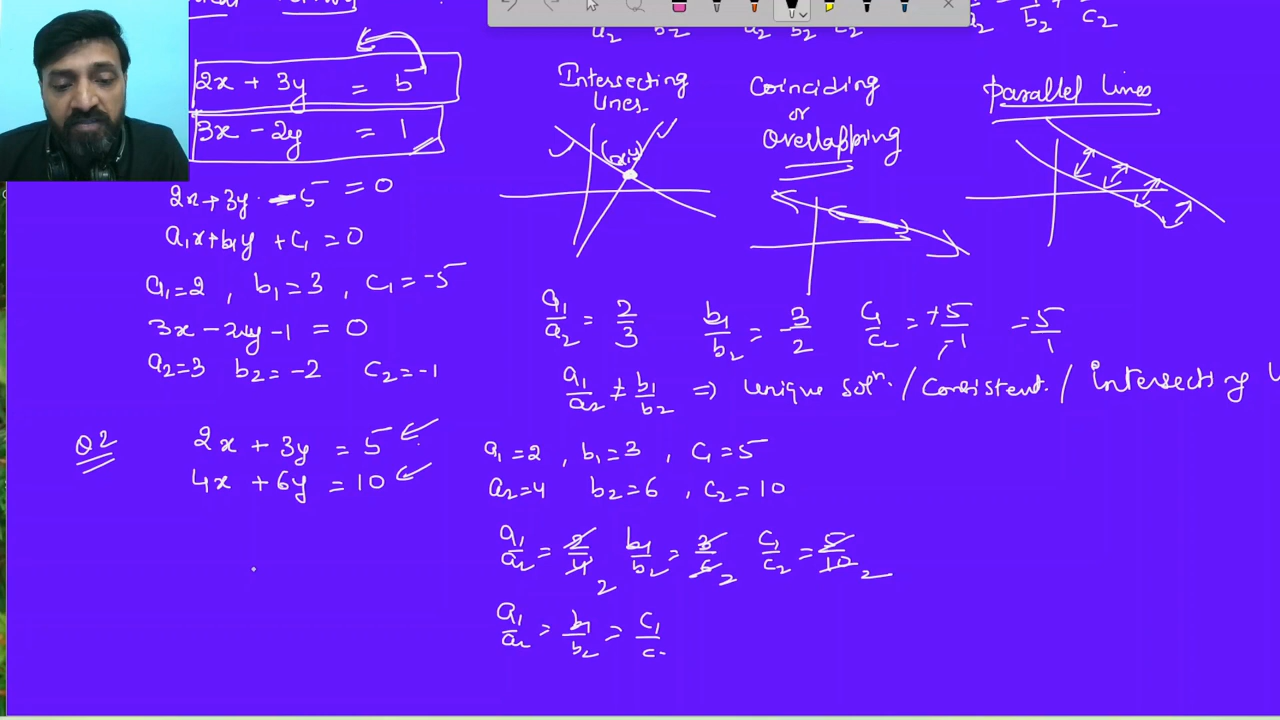 2x + 3y = 5
3x - 2y = 1
2x + 3y - 5 = 0
a₁x + b₁y + c₁ = 0
a₁=2 , b₁=3 , c₁=-5
3x - 2y - 1 = 0
a₂=3 b₂=-2 c₂=-1
Intersecting
lines
(x,y)
Coinciding
or
Overlapping
parallel lines
a₁/a₂ = 2/3 b₁/b₂ = 3/2 c₁/c₂ = +5/-1 = 5/1
a₁/a₂ ≠ b₁/b₂ ⇒ unique solⁿ. / Consistent. / Intersecting
Q2 2x + 3y = 5
4x + 6y = 10
a₁=2 , b₁=3 , c₁=5
a₂=4 b₂=6 , c₂=10
a₁/a₂ = 2/4 2 b₁/b₂ = 3/6 2 c₁/c₂ = 5/10 2
a₁/a₂ = b₁/b₂ = c₁/c